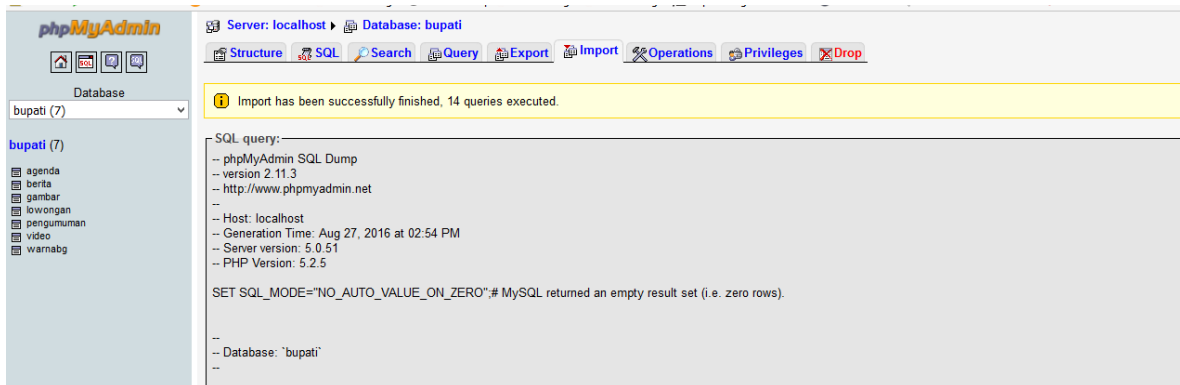 phpMyAdmin
Database
bupati (7)
bupati (7)
agenda
berita
gambar
lowongan
pengumuman
video
warnabg
Server: localhost Database: bupati
Structure SQL Search Query Export Import Operations Privileges Drop
Import has been successfully finished, 14 queries executed.
SQL query:
-- phpMyAdmin SQL Dump
-- version 2.11.3
-- http://www.phpmyadmin.net
--
-- Host: localhost
-- Generation Time: Aug 27, 2016 at 02:54 PM
-- Server version: 5.0.51
-- PHP Version: 5.2.5
SET SQL_MODE="NO_AUTO_VALUE_ON_ZERO";# MySQL returned an empty result set (i.e. zero rows).
--
-- Database: `bupati`
--